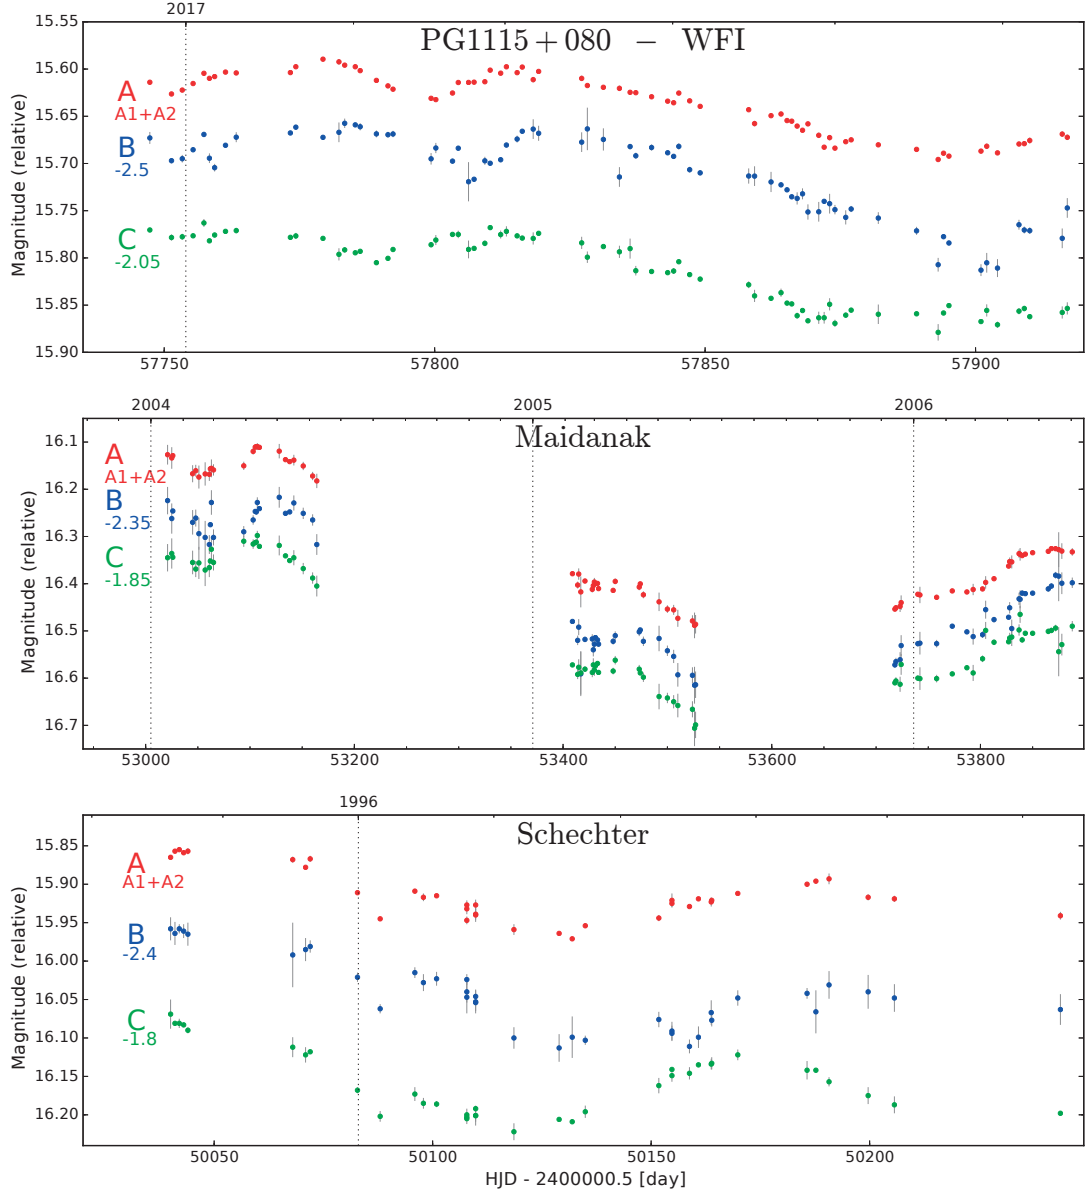 2017
PG1115+080 – WFI
15.55
15.60
15.65
15.70
15.75
15.80
15.85
15.90
Magnitude (relative)
A
A1+A2
B
-2.5
C
-2.05
57750
57800
57850
57900
2004
2005
2006
Maidanak
16.1
16.2
16.3
16.4
16.5
16.6
16.7
Magnitude (relative)
A
A1+A2
B
-2.35
C
-1.85
53000
53200
53400
53600
53800
1996
Schechter
15.85
15.90
15.95
16.00
16.05
16.10
16.15
16.20
Magnitude (relative)
A
A1+A2
B
-2.4
C
-1.8
50050
50100
50150
50200
HJD - 2400000.5 [day]